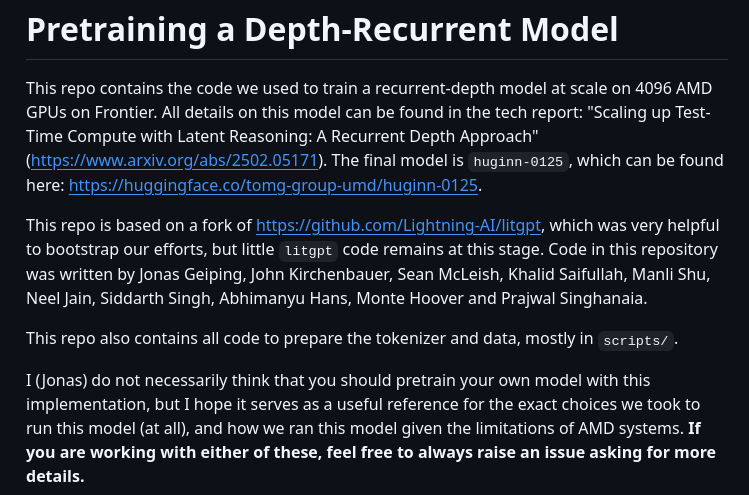 Pretraining a Depth-Recurrent Model
This repo contains the code we used to train a recurrent-depth model at scale on 4096 AMD
GPUs on Frontier. All details on this model can be found in the tech report: "Scaling up Test-
Time Compute with Latent Reasoning: A Recurrent Depth Approach"
(https://www.arxiv.org/abs/2502.05171). The final model is huginn-0125, which can be found
here: https://huggingface.co/tomg-group-umd/huginn-0125.
This repo is based on a fork of https://github.com/Lightning-AI/litgpt, which was very helpful
to bootstrap our efforts, but little litgpt code remains at this stage. Code in this repository
was written by Jonas Geiping, John Kirchenbauer, Sean McLeish, Khalid Saifullah, Manli Shu,
Neel Jain, Siddarth Singh, Abhimanyu Hans, Monte Hoover and Prajwal Singhanaia.
This repo also contains all code to prepare the tokenizer and data, mostly in scripts/.
I (Jonas) do not necessarily think that you should pretrain your own model with this
implementation, but I hope it serves as a useful reference for the exact choices we took to
run this model (at all), and how we ran this model given the limitations of AMD systems. If
you are working with either of these, feel free to always raise an issue asking for more
details.